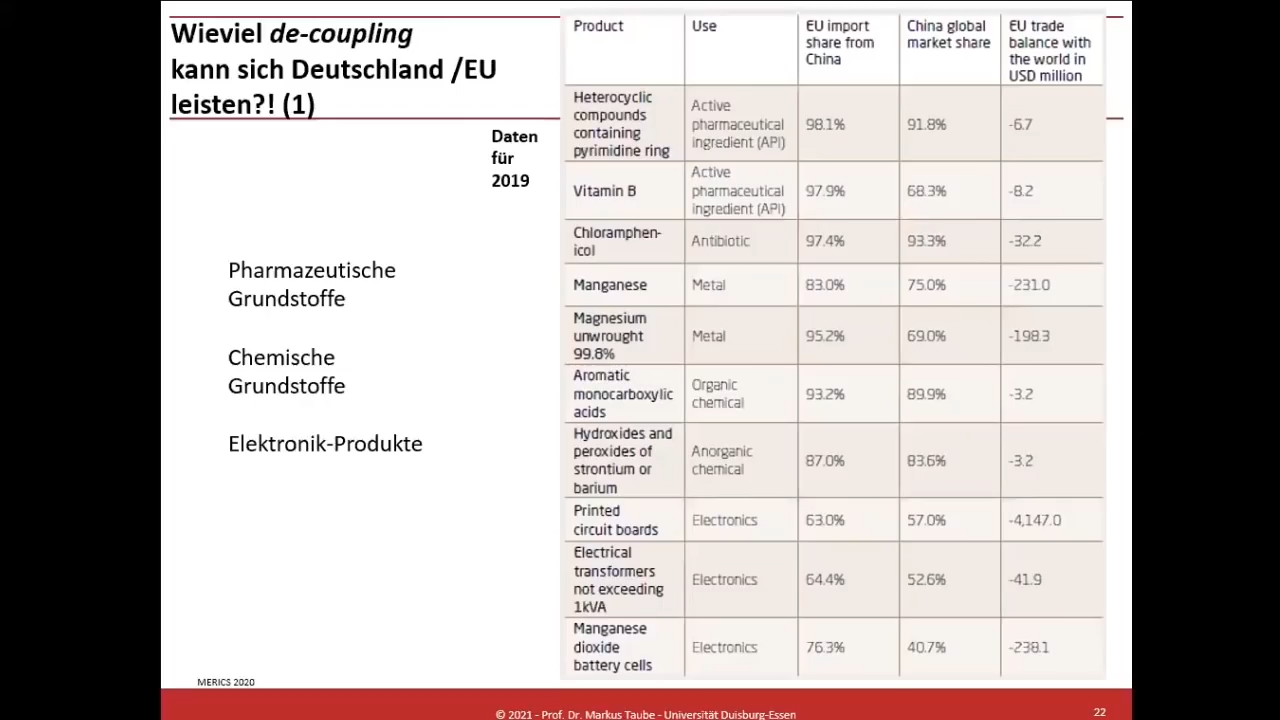 Wieviel de-coupling
kann sich Deutschland /EU
leisten?! (1)
Daten
für
2019
Pharmazeutische
Grundstoffe
Chemische
Grundstoffe
Elektronik-Produkte
Product Use EU import share from China China global market share EU trade balance with the world in USD million
Heterocyclic compounds containing pyrimidine ring Active pharmaceutical ingredient (API) 98.1% 91.8% -6.7
Vitamin B Active pharmaceutical ingredient (API) 97.9% 68.3% -8.2
Chloramphen-icol Antibiotic 97.4% 93.3% -32.2
Manganese Metal 83.0% 75.0% -231.0
Magnesium unwrought 99.8% Metal 95.2% 69.0% -198.3
Aromatic monocarboxylic acids Organic chemical 93.2% 89.9% -3.2
Hydroxides and peroxides of strontium or barium Anorganic chemical 87.0% 83.6% -3.2
Printed circuit boards Electronics 63.0% 57.0% -4,147.0
Electrical transformers not exceeding 1kVA Electronics 64.4% 52.6% -41.9
Manganese dioxide battery cells Electronics 76.3% 40.7% -238.1
MERICS 2020
© 2021 - Prof. Dr. Markus Taube - Universität Duisburg-Essen
22